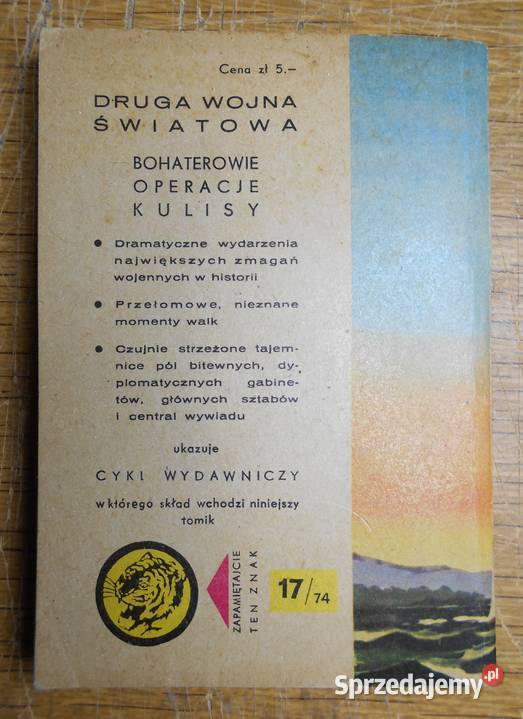 Cena zł 5.—
DRUGA WOJNA
ŚWIATOWA
BOHATEROWIE
OPERACJE
KULISY
● Dramatyczne wydarzenia
największych zmagań
wojennych w historii
● Przełomowe, nieznane
momenty walk
● Czujnie strzeżone tajem-
nice pól bitewnych, dy-
plomatycznych gabine-
tów, głównych sztabów
i central wywiadu
ukazuje
CYKL WYDAWNICZY
w którego skład wchodzi niniejszy
tomik
ZAPAMIĘTAJCIE
TEN ZNAK
17/74
Sprzedajemy.pl